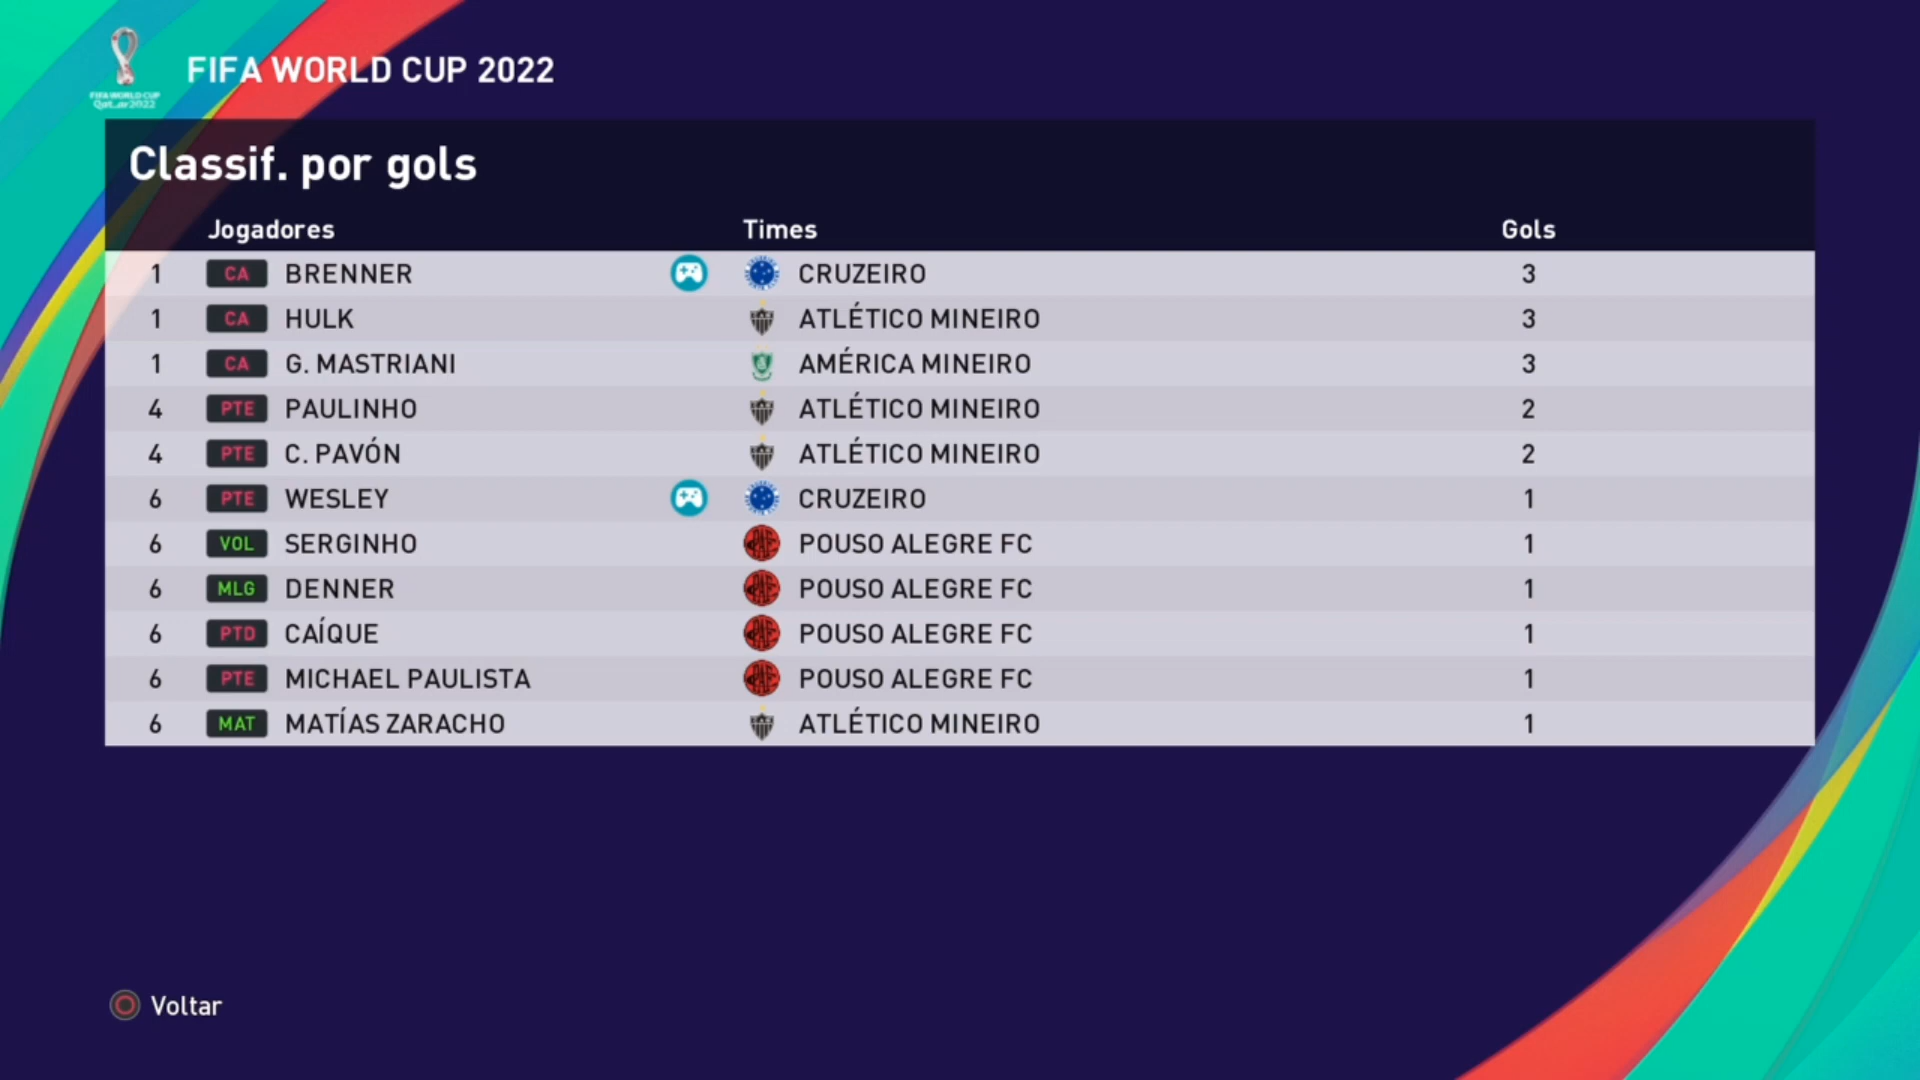 FIFA WORLD CUP 2022
FIFA WORLD CUP
Qatar2022
Classif. por gols
Jogadores Times Gols
1 CA BRENNER CRUZEIRO 3
1 CA HULK ATLÉTICO MINEIRO 3
1 CA G. MASTRIANI AMÉRICA MINEIRO 3
4 PTE PAULINHO ATLÉTICO MINEIRO 2
4 PTE C. PAVÓN ATLÉTICO MINEIRO 2
6 PTE WESLEY CRUZEIRO 1
6 VOL SERGINHO POUSO ALEGRE FC 1
6 MLG DENNER POUSO ALEGRE FC 1
6 PTD CAÍQUE POUSO ALEGRE FC 1
6 PTE MICHAEL PAULISTA POUSO ALEGRE FC 1
6 MAT MATÍAS ZARACHO ATLÉTICO MINEIRO 1
Voltar